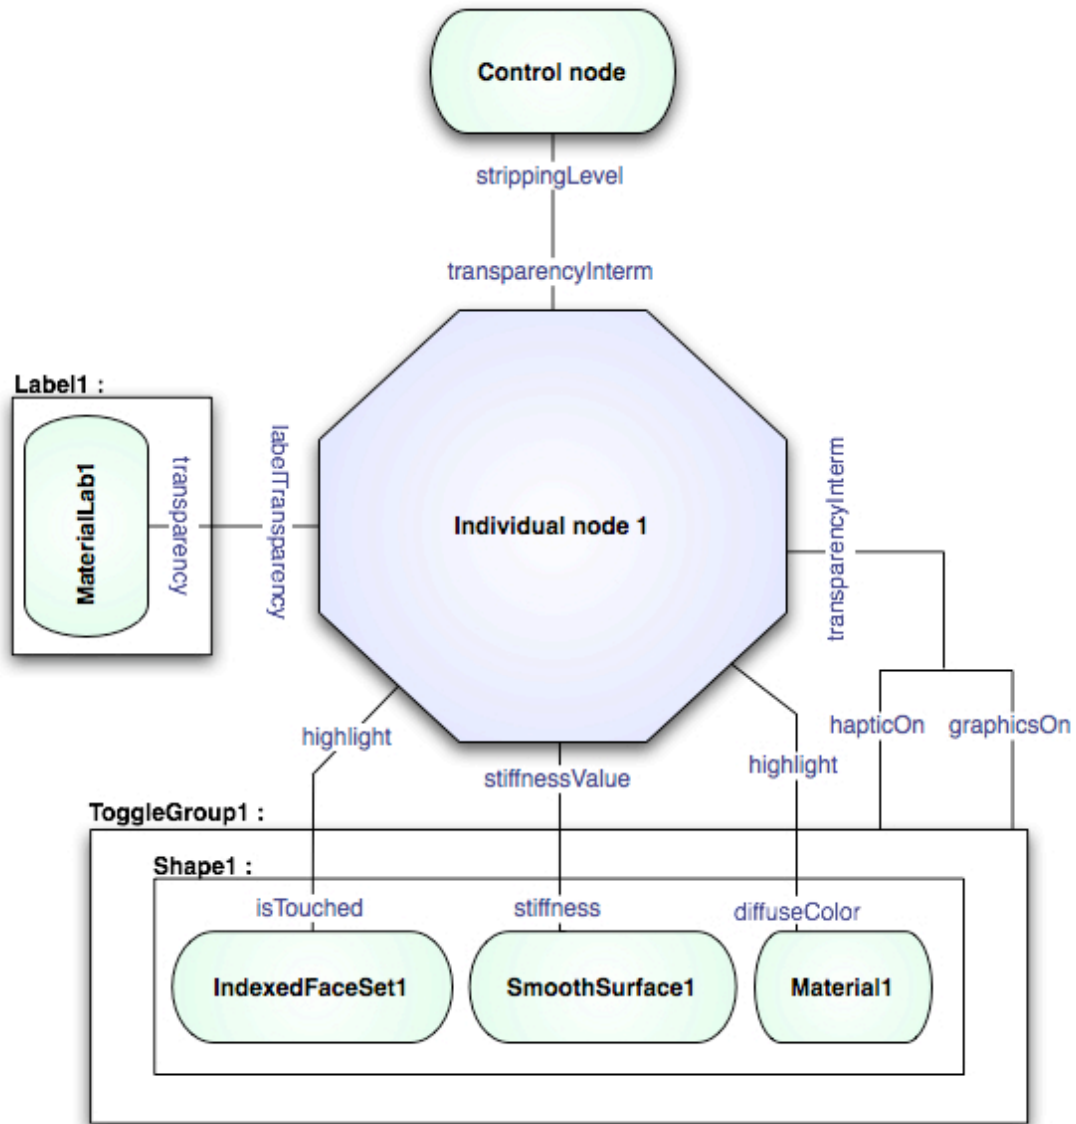 Control node
strippingLevel
transparencyInterm
Label1 :
MaterialLab1
transparency
labelTransparency
Individual node 1
transparencyInterm
highlight
stiffnessValue
highlight
hapticOn
graphicsOn
ToggleGroup1 :
Shape1 :
isTouched
stiffness
diffuseColor
IndexedFaceSet1
SmoothSurface1
Material1